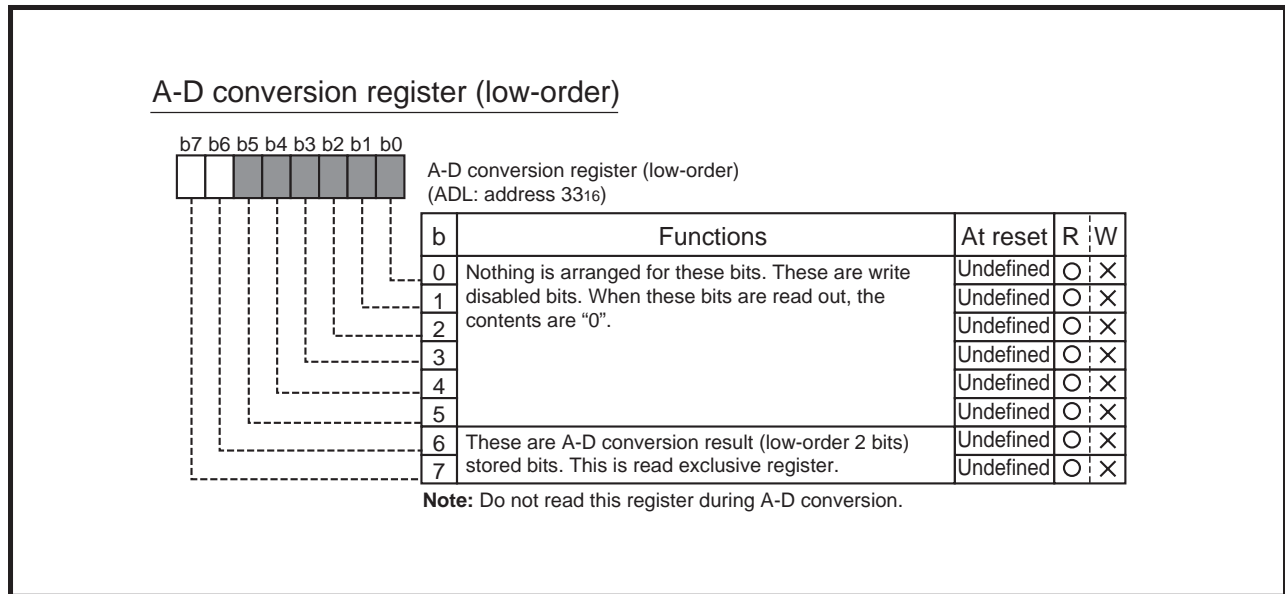 A-D conversion register (low-order)
b7 b6 b5 b4 b3 b2 b1 b0
A-D conversion register (low-order)
(ADL: address 3316)
b Functions At reset R W
0 Nothing is arranged for these bits. These are write Undefined O X
1 disabled bits. When these bits are read out, the Undefined O X
2 contents are “0”. Undefined O X
3 Undefined O X
4 Undefined O X
5 Undefined O X
6 These are A-D conversion result (low-order 2 bits) Undefined O X
7 stored bits. This is read exclusive register. Undefined O X
Note: Do not read this register during A-D conversion.